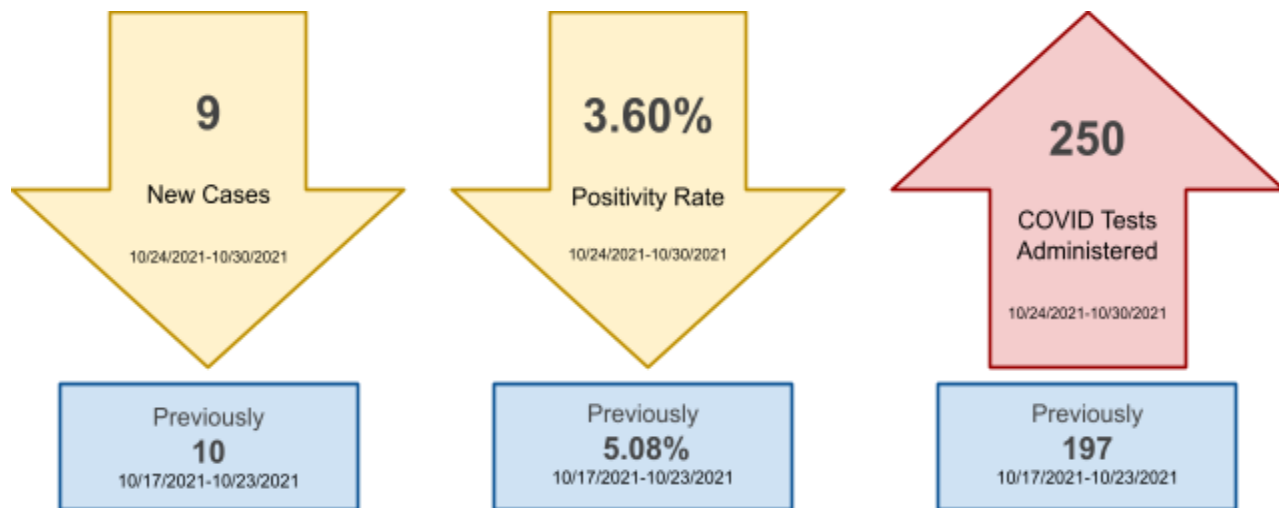 9
New Cases
10/24/2021-10/30/2021
Previously
10
10/17/2021-10/23/2021
3.60%
Positivity Rate
10/24/2021-10/30/2021
Previously
5.08%
10/17/2021-10/23/2021
250
COVID Tests
Administered
10/24/2021-10/30/2021
Previously
197
10/17/2021-10/23/2021